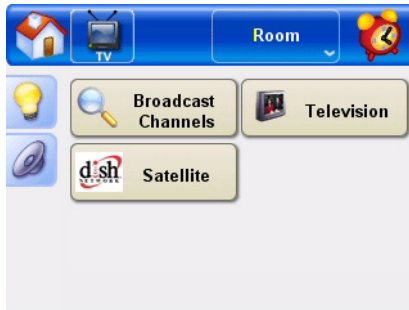 TV
Room
Broadcast
Channels
Television
dish
NETWORK
Satellite